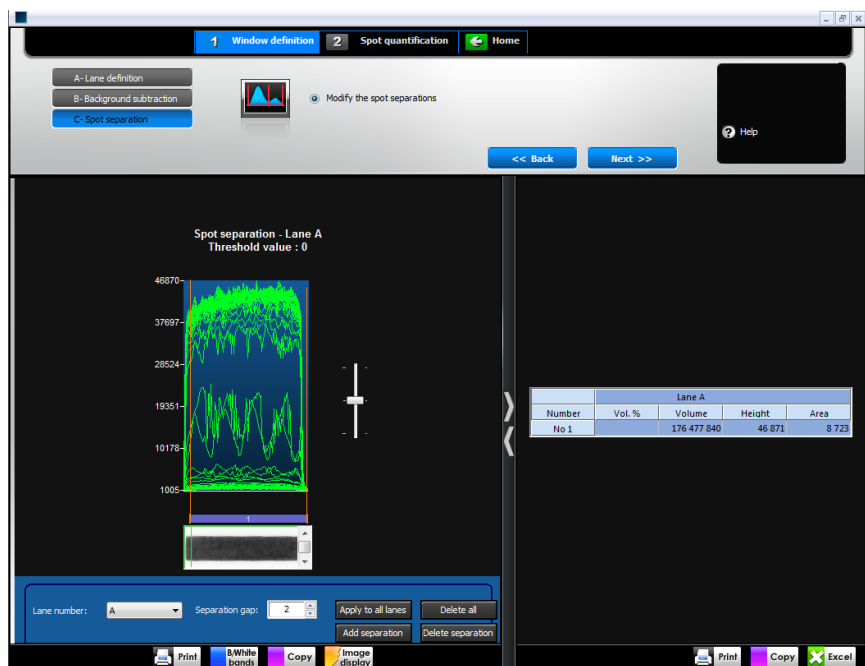 1 Window definition 2 Spot quantification Home
A- Lane definition
B- Background subtraction
C- Spot separation
Modify the spot separations
Help
<< Back Next >>
Spot separation - Lane A
Threshold value : 0
46870
37697
28524
19351
10178
1005
1
Lane A
Number Vol. % Volume Height Area
No 1 176 477 840 46 871 8 723
Lane number: A Separation gap: 2 Apply to all lanes Delete all
Add separation Delete separation
Print B/White bands Copy Image display Print Copy Excel